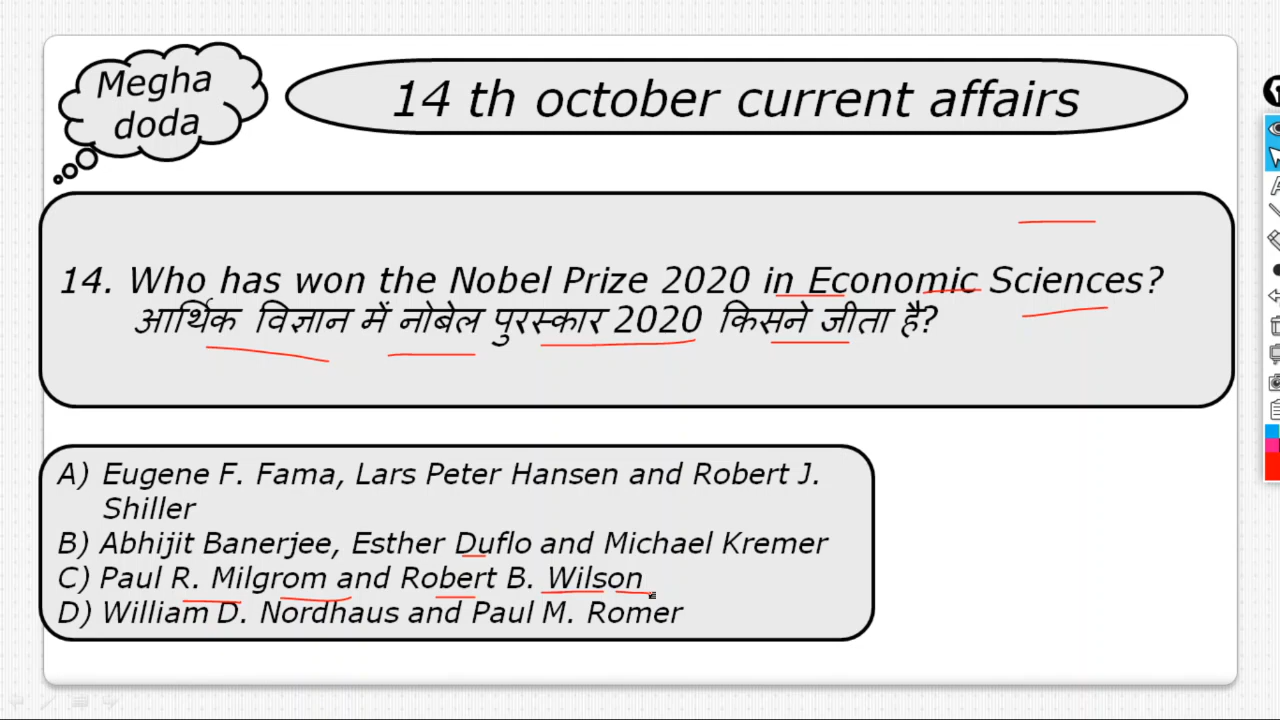 Megha
doda
14 th october current affairs
14. Who has won the Nobel Prize 2020 in Economic Sciences?
आर्थिक विज्ञान में नोबेल पुरस्कार 2020 किसने जीता है?
A) Eugene F. Fama, Lars Peter Hansen and Robert J.
Shiller
B) Abhijit Banerjee, Esther Duflo and Michael Kremer
C) Paul R. Milgrom and Robert B. Wilson
D) William D. Nordhaus and Paul M. Romer